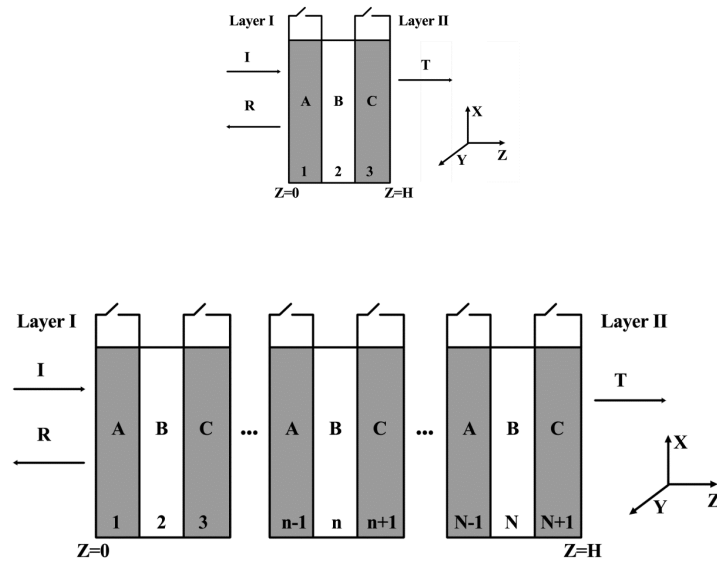 Layer I Layer II
I T
R A B C
X
Y Z
1 2 3
Z=0 Z=H
Layer I Layer II
I T
R A B C ... A B C ... A B C
X
Y Z
1 2 3 n-1 n n+1 N-1 N N+1
Z=0 Z=H